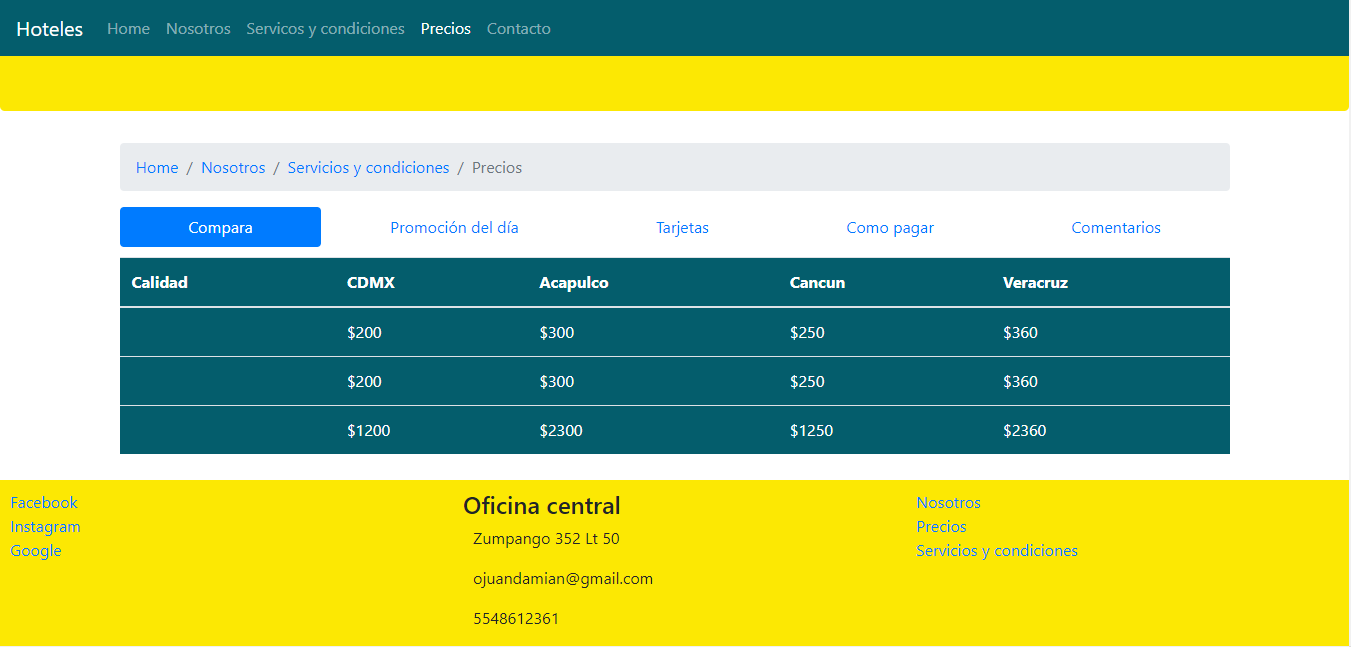 Hoteles Home Nosotros Servicos y condiciones Precios Contacto
Home / Nosotros / Servicios y condiciones / Precios
Compara Promoción del día Tarjetas Como pagar Comentarios
Calidad CDMX Acapulco Cancun Veracruz
$200 $300 $250 $360
$200 $300 $250 $360
$1200 $2300 $1250 $2360
Facebook
Instagram
Google
Oficina central
Zumpango 352 Lt 50
ojuandamian@gmail.com
5548612361
Nosotros
Precios
Servicios y condiciones